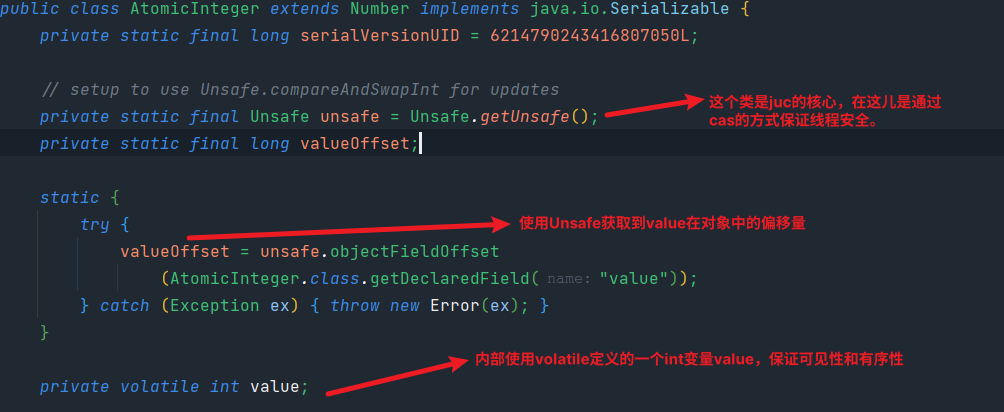 public class AtomicInteger extends Number implements java.io.Serializable {
private static final long serialVersionUID = 6214790243416807050L;
// setup to use Unsafe.compareAndSwapInt for updates
private static final Unsafe unsafe = Unsafe.getUnsafe();
这个类是juc的核心，在这儿是通过
cas的方式保证线程安全。
private static final long valueOffset;
static {
try {
使用Unsafe获取到value在对象中的偏移量
valueOffset = unsafe.objectFieldOffset
(AtomicInteger.class.getDeclaredField( name: "value"));
} catch (Exception ex) { throw new Error(ex); }
}
内部使用volatile定义的一个int变量value，保证可见性和有序性
private volatile int value;